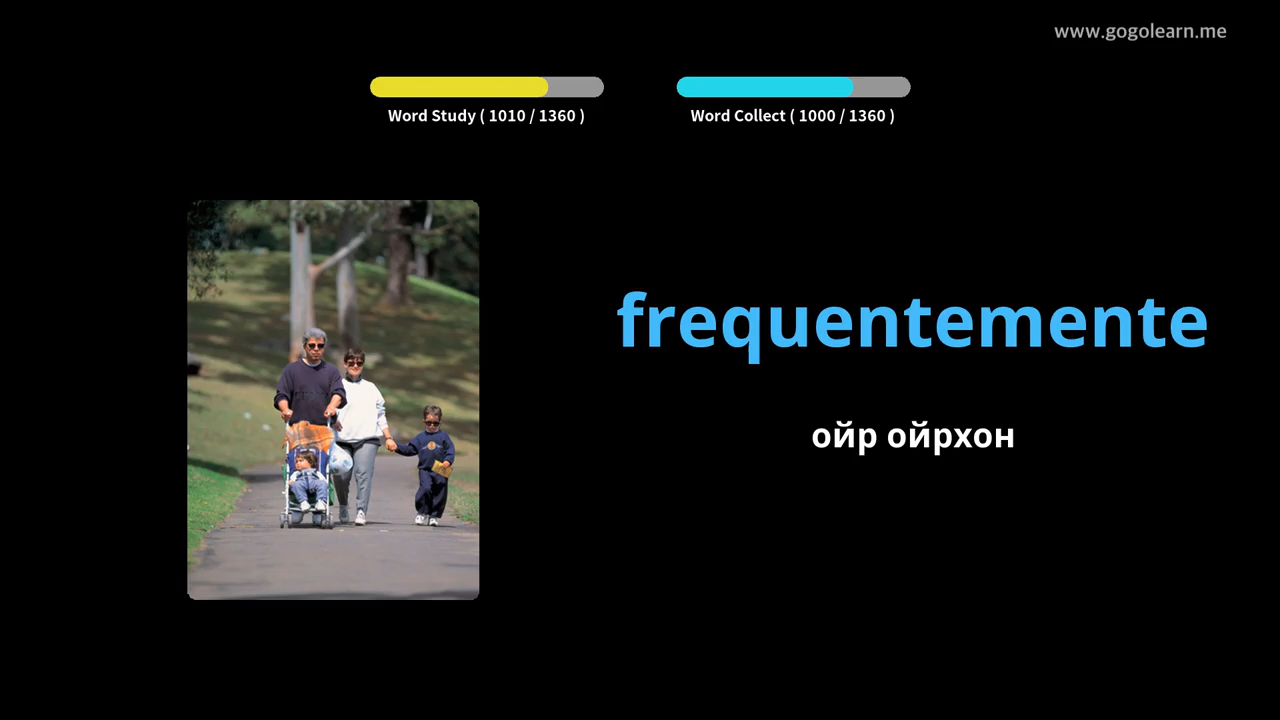 www.gogolearn.me
Word Study ( 1010 / 1360 )
Word Collect ( 1000 / 1360 )
frequentemente
ойр ойрхон